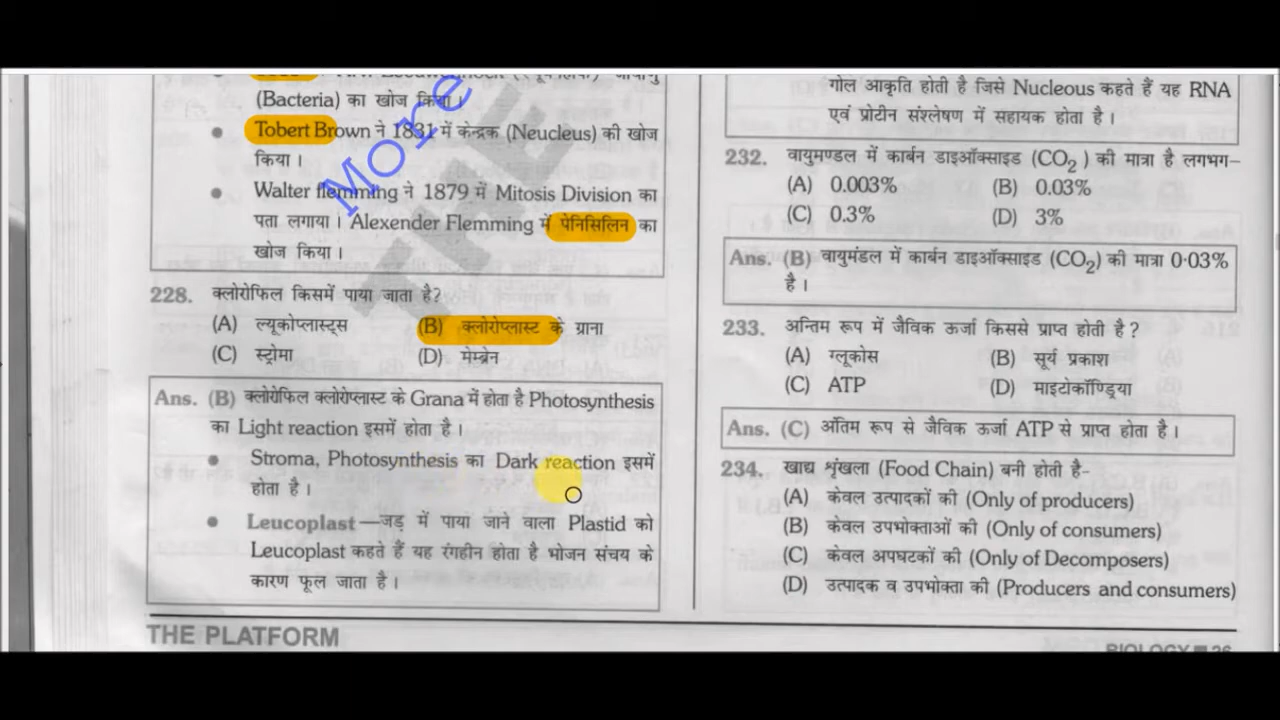 (Bacteria) का खोज किया।
Tobert Brown ने 1831 में केन्द्रक (Neucleus) की खोज
किया।
Walter flemming ने 1879 में Mitosis Division का
पता लगाया। Alexender Flemming में पेनिसिलिन का
खोज किया।
More
THE
228. क्लोरोफिल किसमें पाया जाता है?
(A) ल्यूकोप्लास्ट्स (B) क्लोरोप्लास्ट के ग्राना
(C) स्ट्रोमा (D) मेम्ब्रेन
Ans. (B) क्लोरोफिल क्लोरोप्लास्ट के Grana में होता है Photosynthesis
का Light reaction इसमें होता है।
Stroma, Photosynthesis का Dark reaction इसमें
होता है।
Leucoplast—जड़ में पाया जाने वाला Plastid को
Leucoplast कहते हैं यह रंगहीन होता है भोजन संचय के
कारण फूल जाता है।
THE PLATFORM
गोल आकृति होती है जिसे Nucleous कहते हैं यह RNA
एवं प्रोटीन संश्लेषण में सहायक होता है।
232. वायुमण्डल में कार्बन डाइऑक्साइड (CO₂) की मात्रा है लगभग–
(A) 0.003% (B) 0.03%
(C) 0.3% (D) 3%
Ans. (B) वायुमंडल में कार्बन डाइऑक्साइड (CO₂) की मात्रा 0·03%
है।
233. अन्तिम रूप में जैविक ऊर्जा किससे प्राप्त होती है?
(A) ग्लूकोस (B) सूर्य प्रकाश
(C) ATP (D) माइटोकॉण्ड्रिया
Ans. (C) अंतिम रूप से जैविक ऊर्जा ATP से प्राप्त होता है।
234. खाद्य श्रृंखला (Food Chain) बनी होती है-
(A) केवल उत्पादकों की (Only of producers)
(B) केवल उपभोक्ताओं की (Only of consumers)
(C) केवल अपघटकों की (Only of Decomposers)
(D) उत्पादक व उपभोक्ता की (Producers and consumers)
BIOLOGY ■ 26